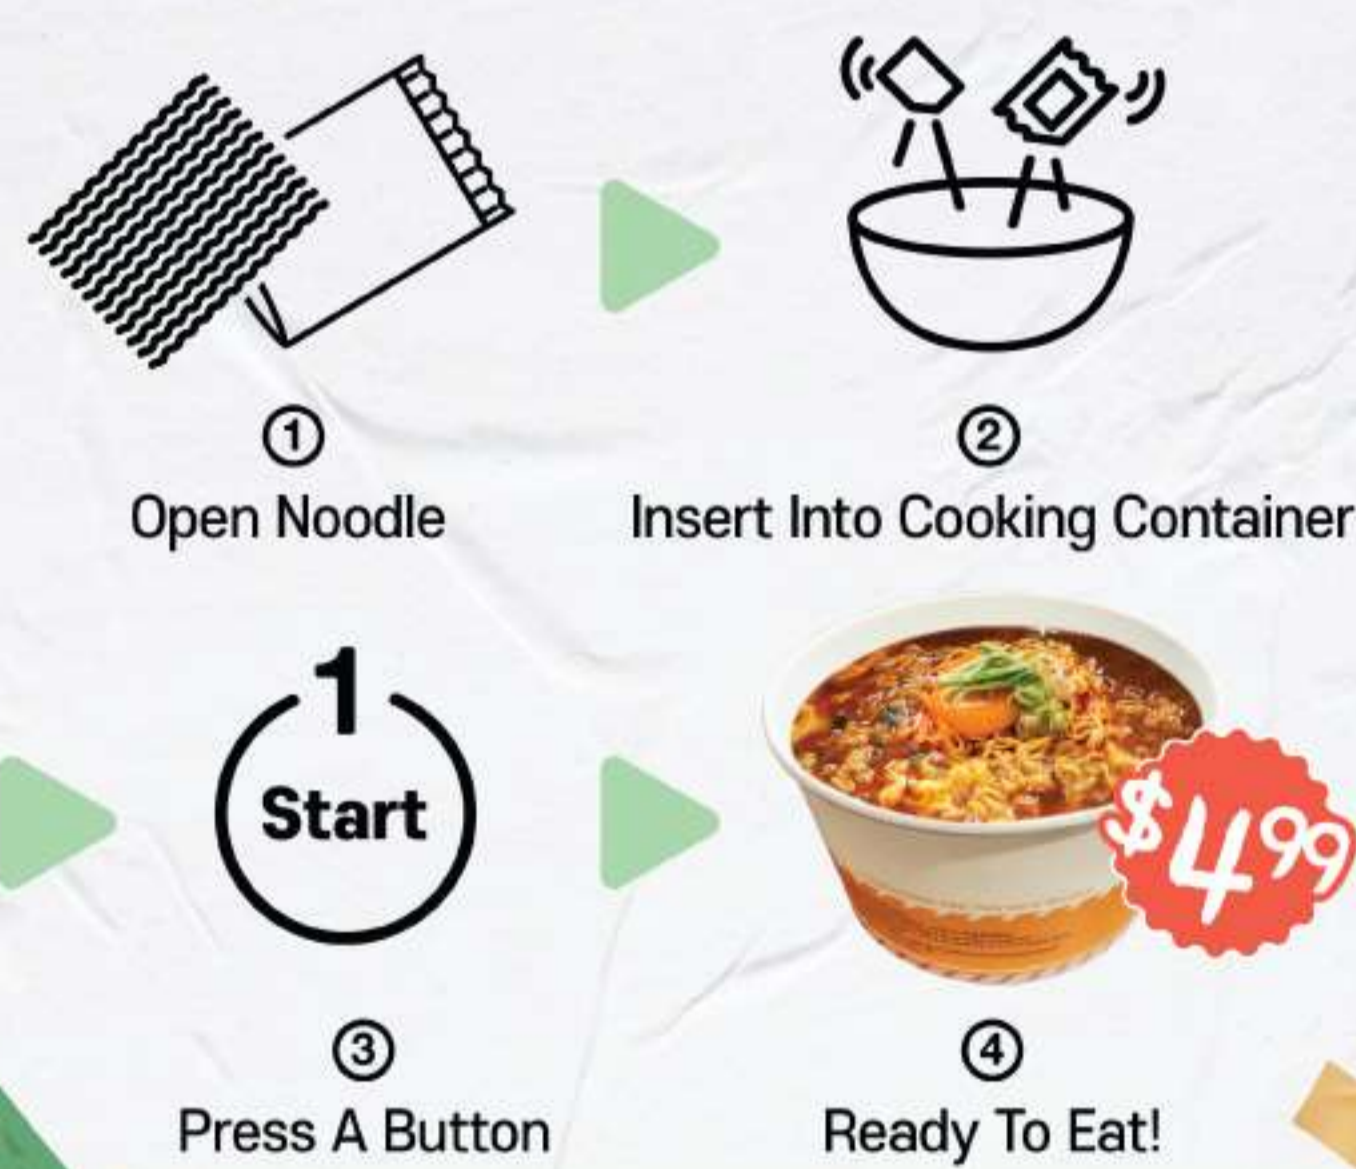 ①
Open Noodle
②
Insert Into Cooking Container
1
Start
③
Press A Button
$4.99
④
Ready To Eat!